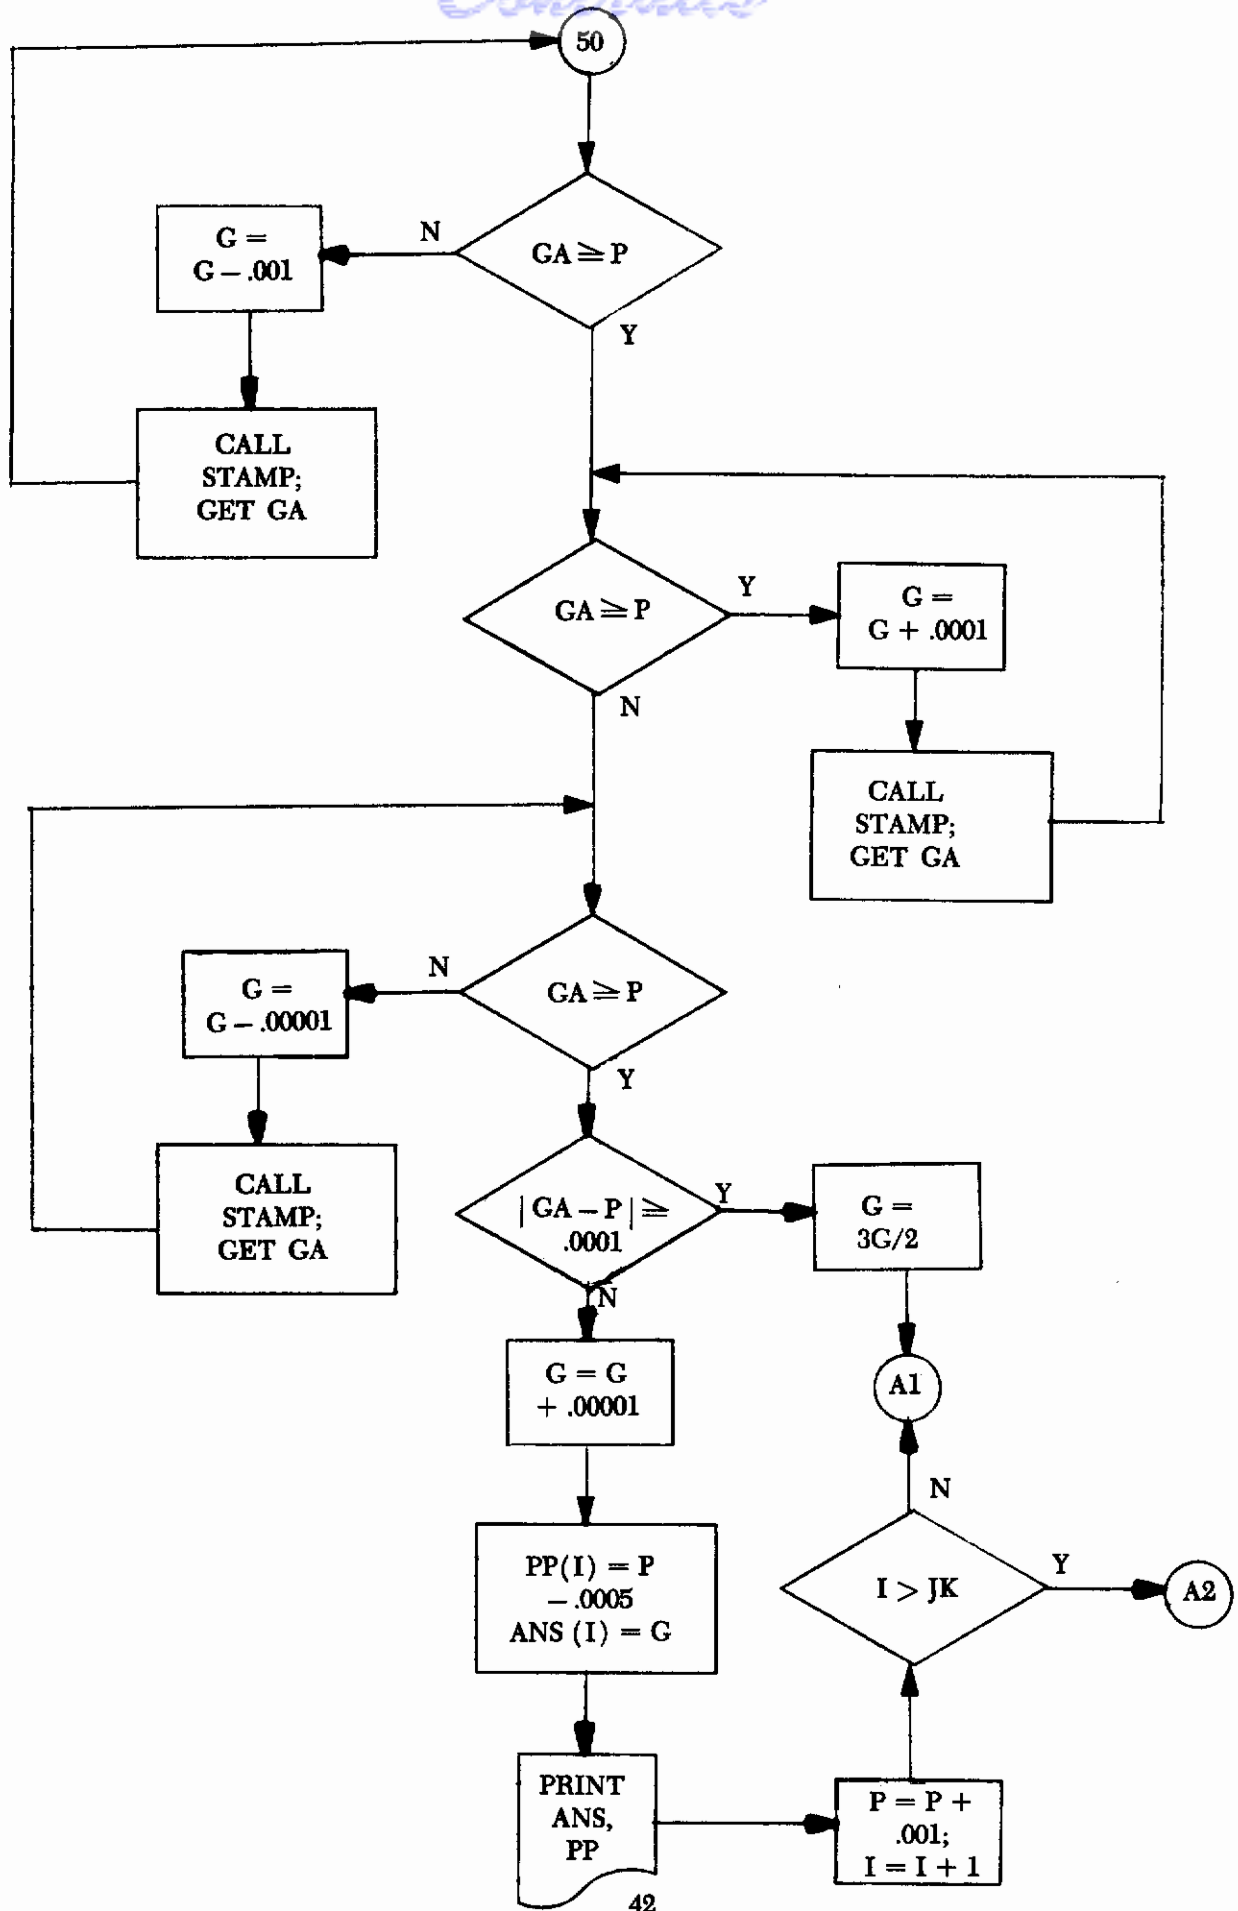 50
GA ≧ P
N
Y
G =
G – .001
CALL
STAMP;
GET GA
GA ≧ P
Y
N
G =
G + .0001
CALL
STAMP;
GET GA
GA ≧ P
N
Y
G =
G – .00001
CALL
STAMP;
GET GA
| GA – P | ≧
.0001
Y
N
G =
3G/2
A1
G = G
+ .00001
N
PP(I) = P
– .0005
ANS (I) = G
I > JK
Y
A2
PRINT
ANS,
PP
P = P +
.001;
I = I + 1
42